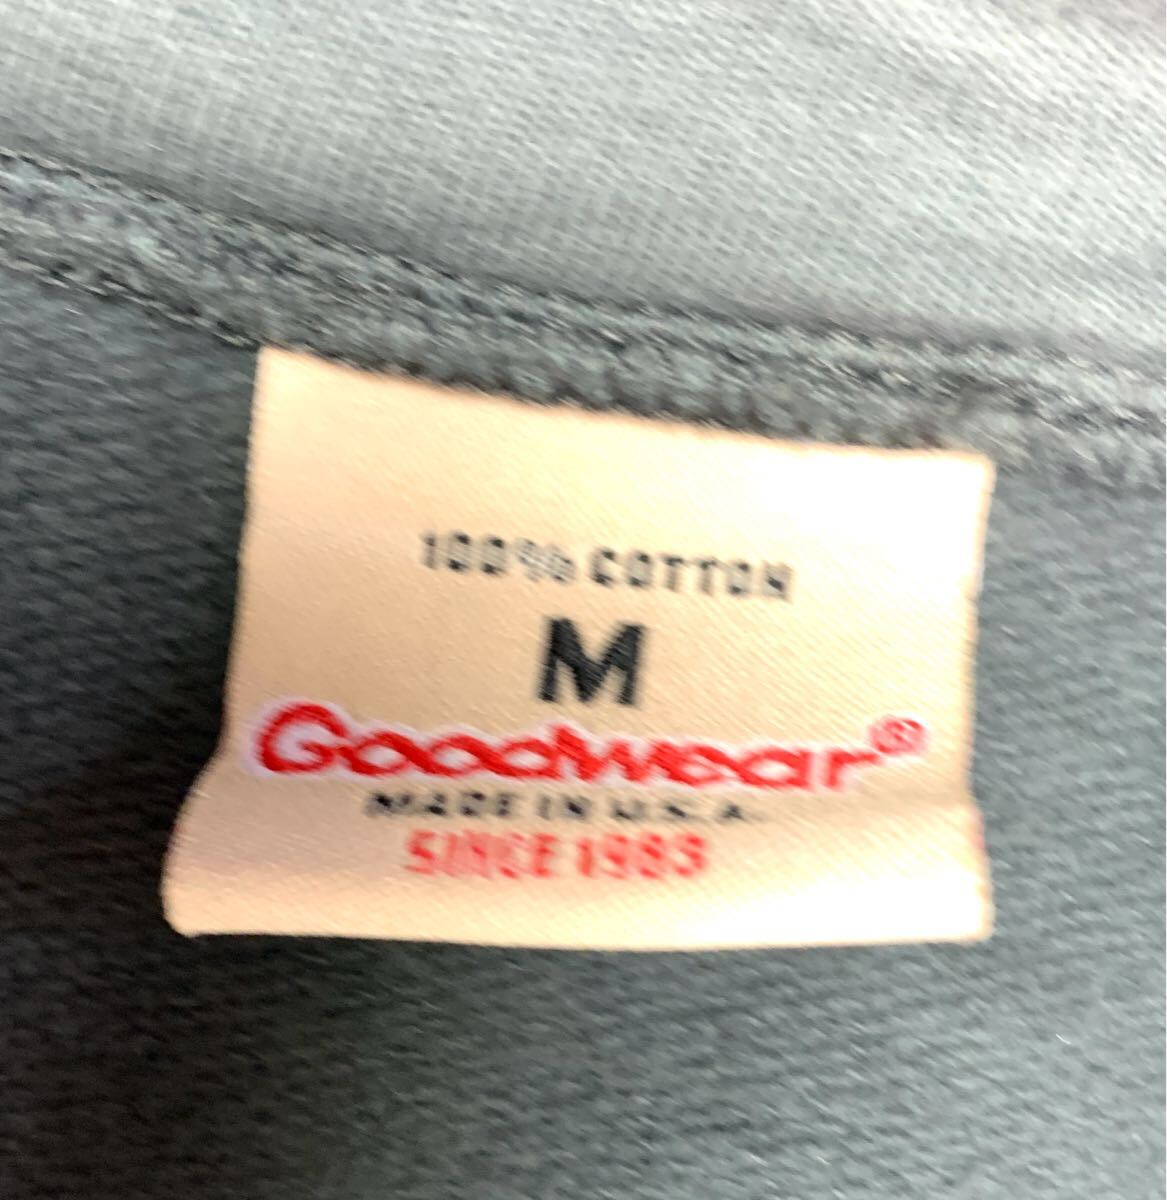 100% COTTON
M
Goodwear®
MADE IN U.S.A.
SINCE 1983